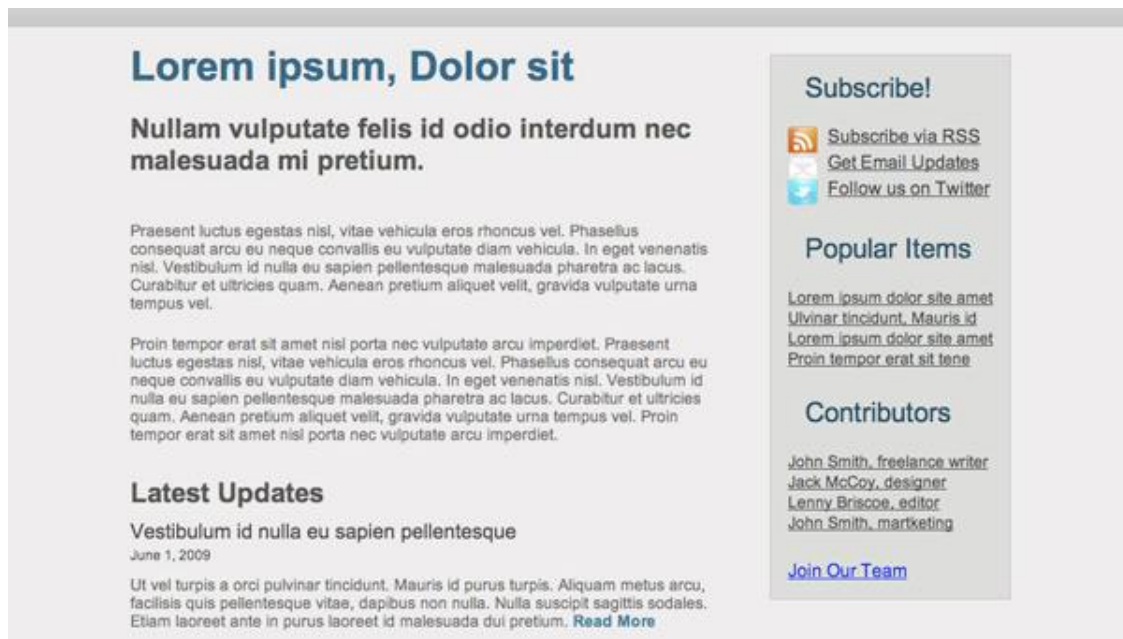 Lorem ipsum, Dolor sit
Nullam vulputate felis id odio interdum nec
malesuada mi pretium.
Praesent luctus egestas nisl, vitae vehicula eros rhoncus vel. Phasellus
consequat arcu eu neque convallis eu vulputate diam vehicula. In eget venenatis
nisl. Vestibulum id nulla eu sapien pellentesque malesuada pharetra ac lacus.
Curabitur et ultricies quam. Aenean pretium aliquet velit, gravida vulputate urna
tempus vel.
Proin tempor erat sit amet nisl porta nec vulputate arcu imperdiet. Praesent
luctus egestas nisl, vitae vehicula eros rhoncus vel. Phasellus consequat arcu eu
neque convallis eu vulputate diam vehicula. In eget venenatis nisl. Vestibulum id
nulla eu sapien pellentesque malesuada pharetra ac lacus. Curabitur et ultricies
quam. Aenean pretium aliquet velit, gravida vulputate urna tempus vel. Proin
tempor erat sit amet nisl porta nec vulputate arcu imperdiet.
Latest Updates
Vestibulum id nulla eu sapien pellentesque
June 1, 2009
Ut vel turpis a orci pulvinar tincidunt. Mauris id purus turpis. Aliquam metus arcu,
facilisis quis pellentesque vitae, dapibus non nulla. Nulla suscipit sagittis sodales.
Etiam laoreet ante in purus laoreet id malesuada dui pretium. Read More
Subscribe!
Subscribe via RSS
Get Email Updates
Follow us on Twitter
Popular Items
Lorem ipsum dolor site amet
Ulvinar tincidunt, Mauris id
Lorem ipsum dolor site amet
Proin tempor erat sit tene
Contributors
John Smith, freelance writer
Jack McCoy, designer
Lenny Briscoe, editor
John Smith, martketing
Join Our Team